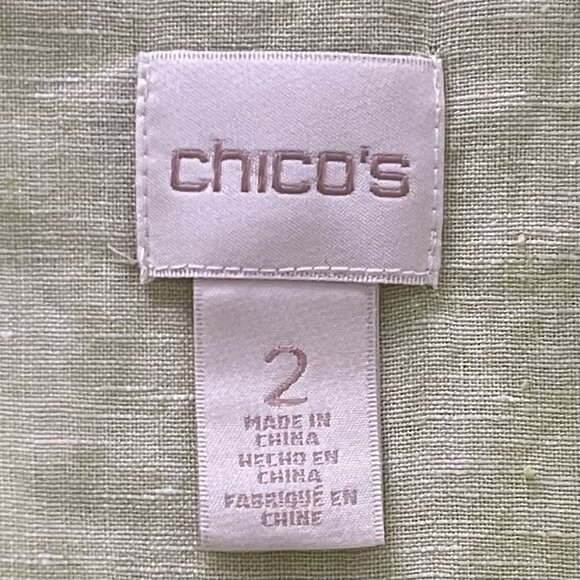 chico's
2
MADE IN
CHINA
HECHO EN
CHINA
FABRIQUÉ EN
CHINE